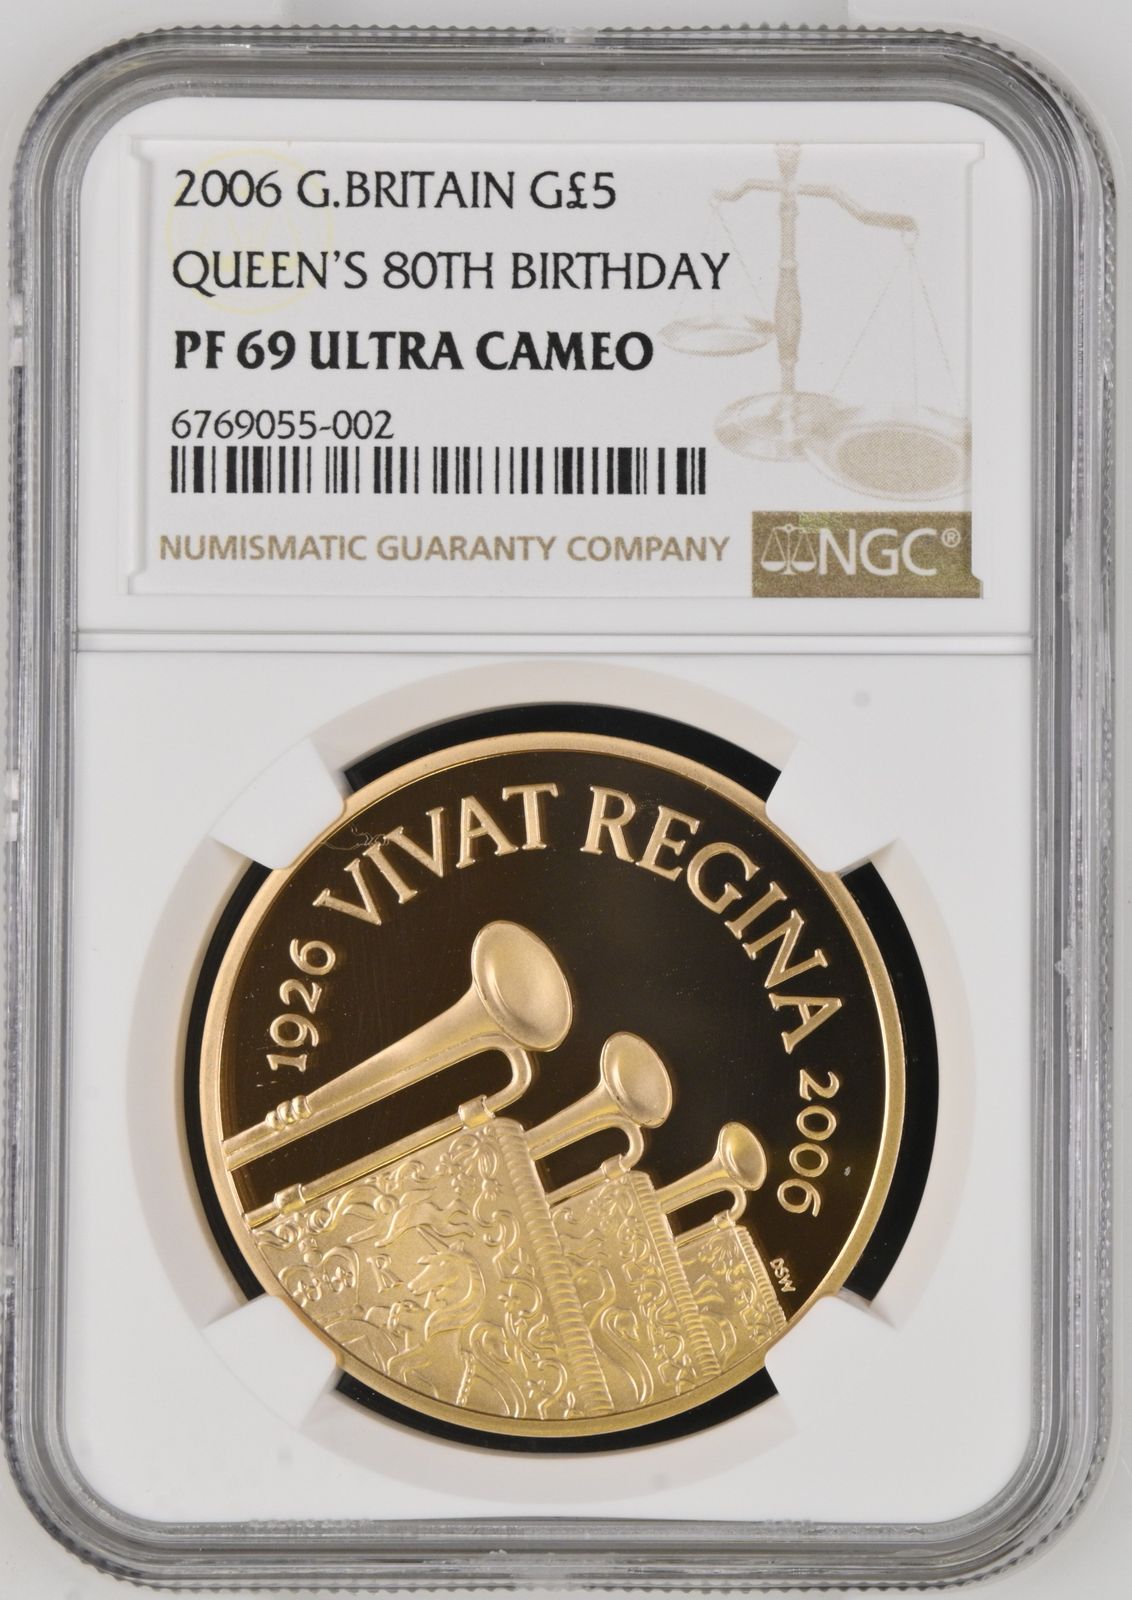 2006 G.BRITAIN G£5
QUEEN'S 80TH BIRTHDAY
PF 69 ULTRA CAMEO
6769055-002
NUMISMATIC GUARANTY COMPANY
NGC®
1926 VIVAT REGINA 2006
R
DSW